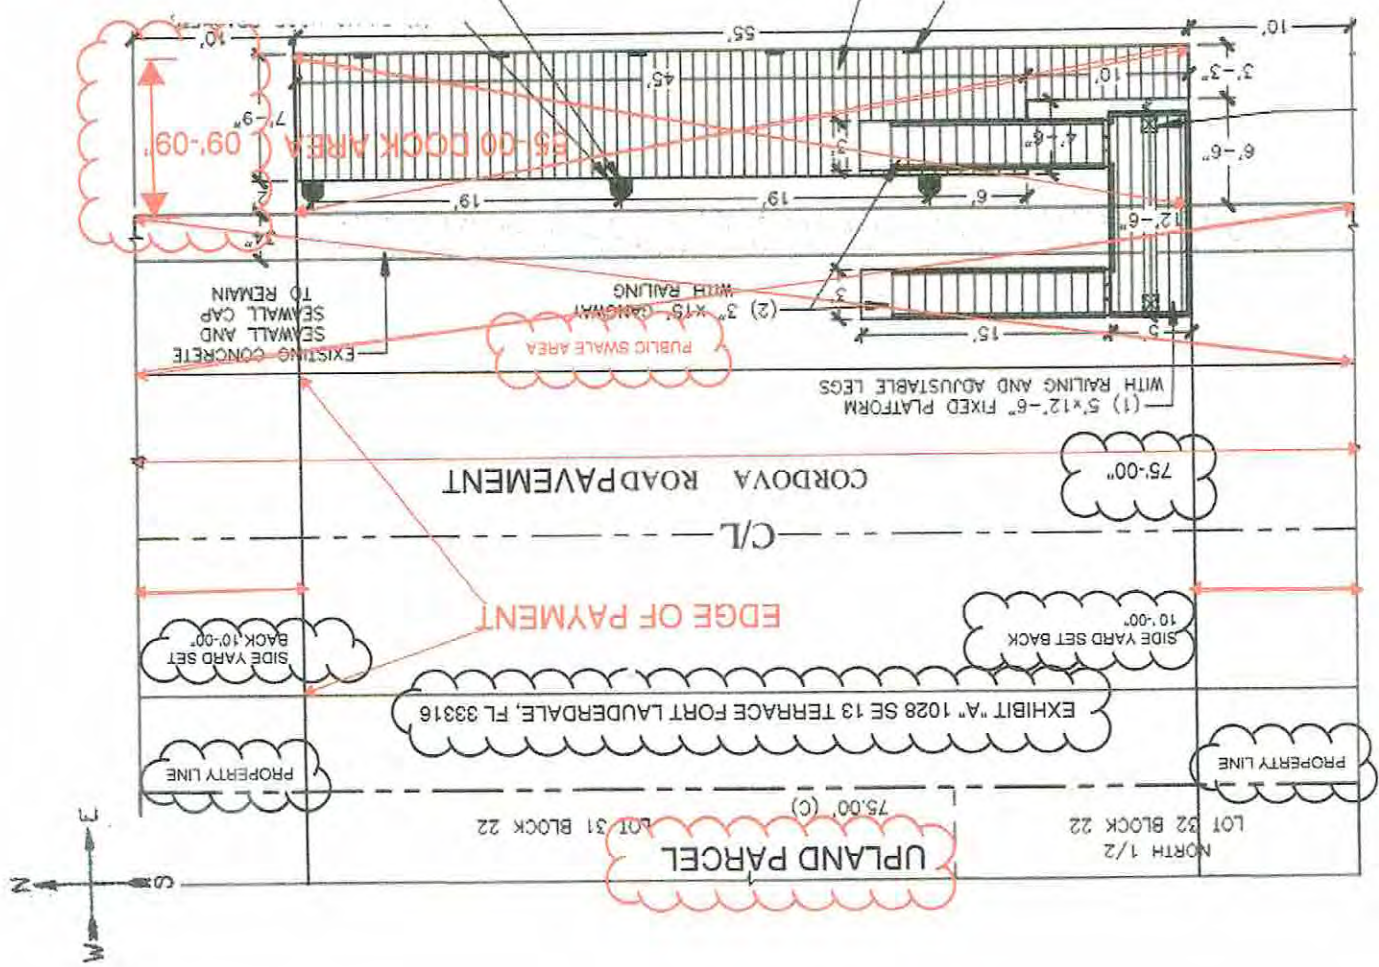 W
S N
E
UPLAND PARCEL
NORTH 1/2
LOT 32 BLOCK 22
75.00' (C)
LOT 31 BLOCK 22
PROPERTY LINE
PROPERTY LINE
EXHIBIT "A" 1028 SE 13 TERRACE FORT LAUDERDALE, FL 33316
SIDE YARD SET BACK
10'-00"
SIDE YARD SET
BACK 10'-00"
EDGE OF PAYMENT
C/L
CORDOVA ROAD PAVEMENT
75'-00"
(1) 5'x12'-6" FIXED PLATFORM
WITH RAILING AND ADJUSTABLE LEGS
PUBLIC SWALE AREA
EXISTING CONCRETE
SEAWALL AND
SEAWALL CAP
TO REMAIN
5'
15'
(2) 3"x15' GANGWAY
WITH RAILING
3'
12'-6"
6'
19'
19'
2'
6'-6"
4'-6"
3'
DOCK AREA ( 09'-09"
7'-9"
3'-3"
10'
45'
10'
55'
10'